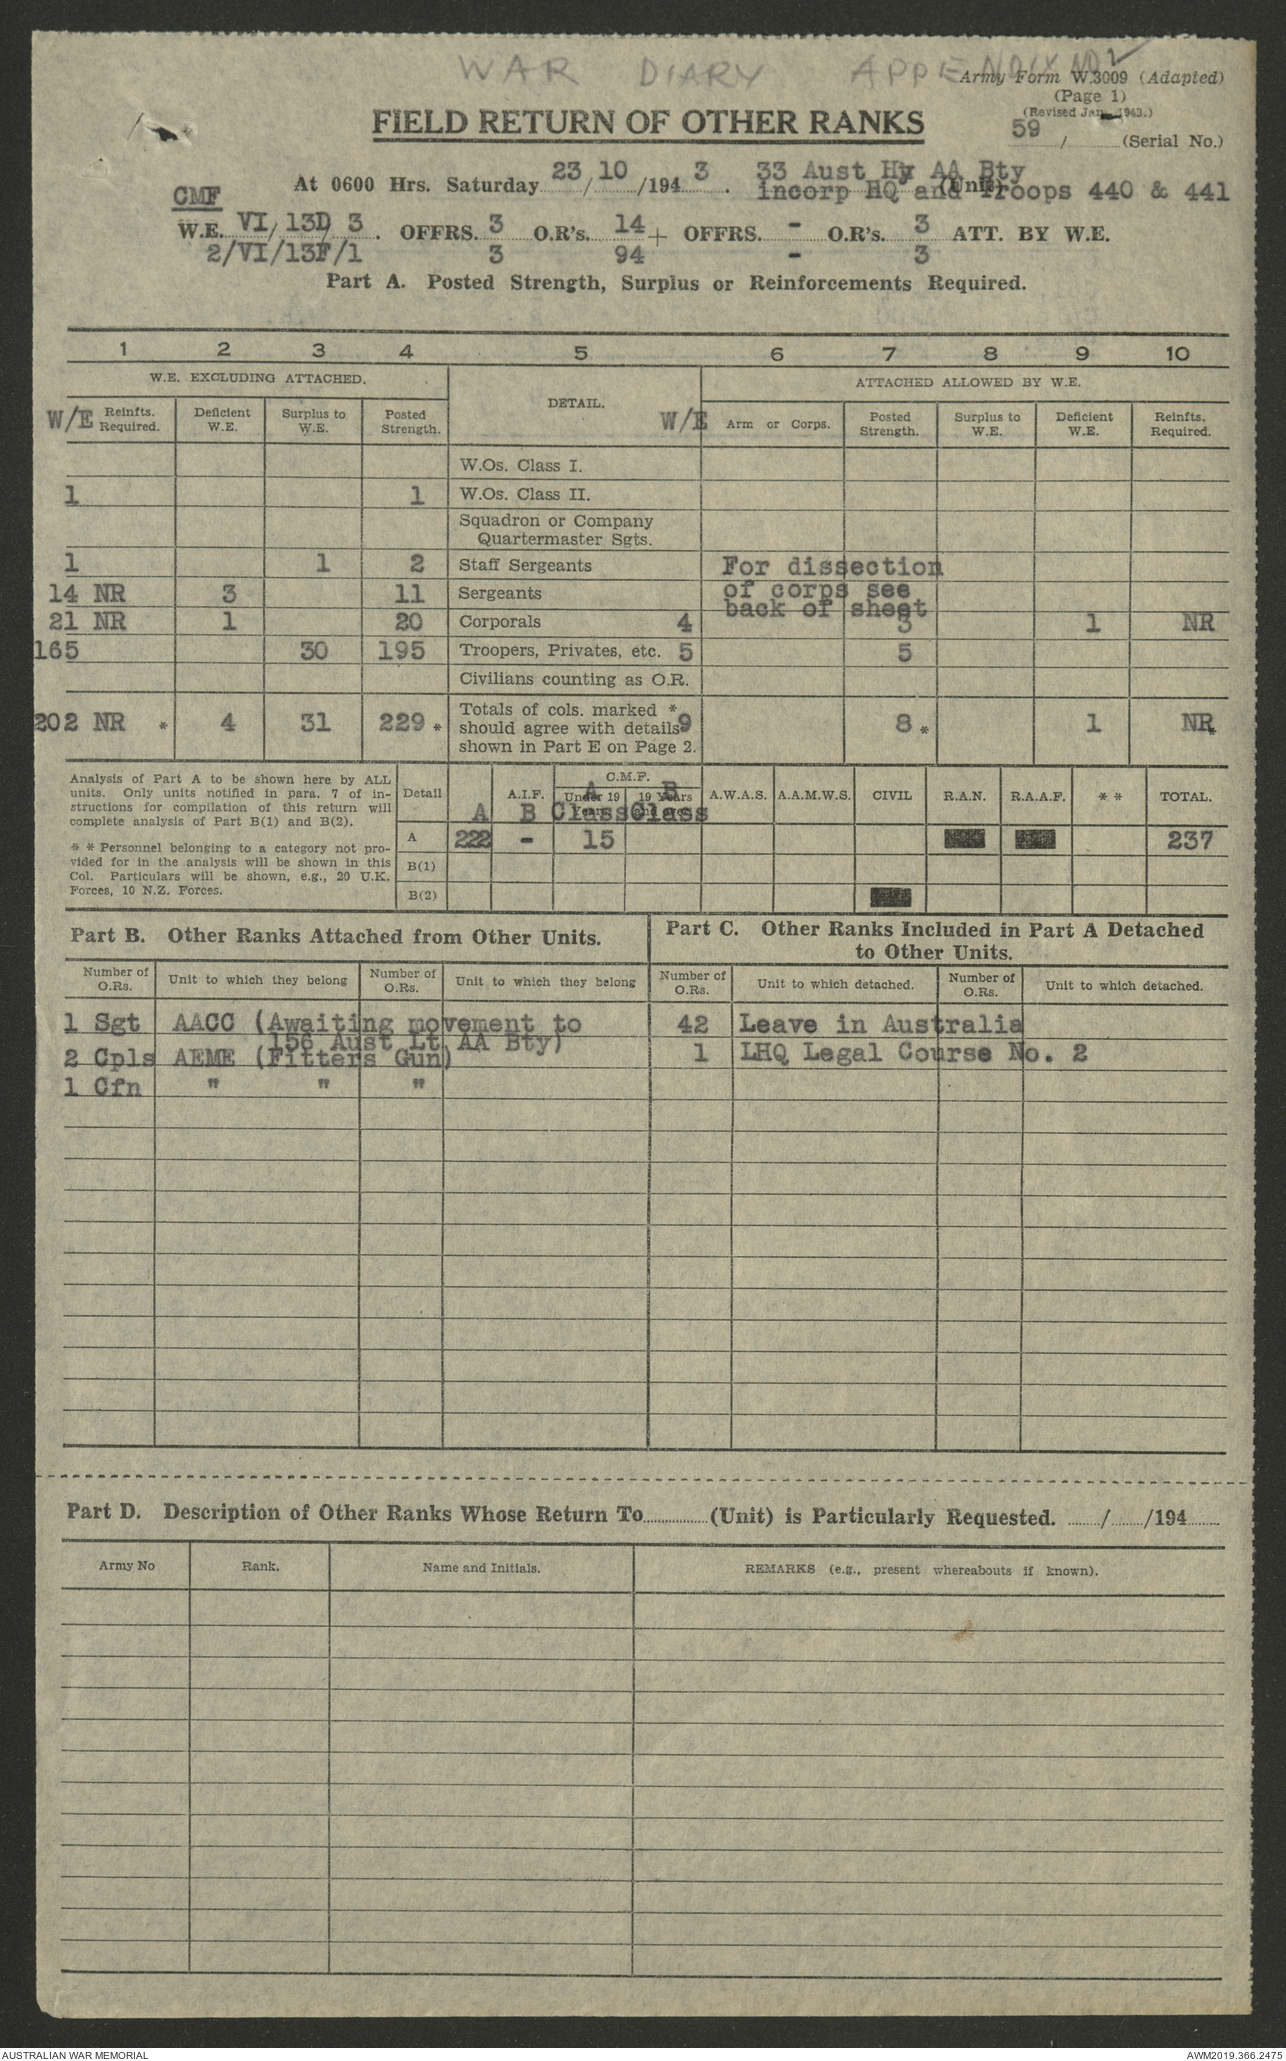 WAR DIARY APPENDIX NO 2
Army Form W.3009 (Adapted)
(Page 1)
(Revised Jan. 1943.)
FIELD RETURN OF OTHER RANKS
59 / (Serial No.)
At 0600 Hrs. Saturday 23/10/1943. 33 Aust Hy AA Bty (Unit)
incorp HQ and Troops 440 & 441
CMF
W.E. VI/13D/3. OFFRS. 3 O.R's. 14 + OFFRS. - O.R's. 3 ATT. BY W.E.
2/VI/13F/1 3 94 - 3
Part A. Posted Strength, Surplus or Reinforcements Required.
1 2 3 4 5 6 7 8 9 10
W.E. EXCLUDING ATTACHED. DETAIL. ATTACHED ALLOWED BY W.E.
W/E Reinfts. Required. Deficient W.E. Surplus to W.E. Posted Strength. W/E Arm or Corps. Posted Strength. Surplus to W.E. Deficient W.E. Reinfts. Required.
W.Os. Class I.
1 1 W.Os. Class II.
Squadron or Company
Quartermaster Sgts.
1 1 2 Staff Sergeants For dissection
14 NR 3 11 Sergeants of corps see
back of sheet
21 NR 1 20 Corporals 4 3 1 NR
165 30 195 Troopers, Privates, etc. 5 5
Civilians counting as O.R.
202 NR * 4 31 229 * Totals of cols. marked * should agree with details shown in Part E on Page 2. 9 8 * 1 NR *
Analysis of Part A to be shown here by ALL
units. Only units notified in para. 7 of in-
structions for compilation of this return will
complete analysis of Part B(1) and B(2).
* * Personnel belonging to a category not pro-
vided for in the analysis will be shown in this
Col. Particulars will be shown, e.g., 20 U.K.
Forces, 10 N.Z. Forces.
Detail A.I.F. C.M.F. Under 19 Years 19 Years A.W.A.S. A.A.M.W.S. CIVIL R.A.N. R.A.A.F. * * TOTAL.
A B A Class B Class
A 222 - 15 237
B(1)
B(2)
Part B. Other Ranks Attached from Other Units.
Part C. Other Ranks Included in Part A Detached
to Other Units.
Number of O.Rs. Unit to which they belong Number of O.Rs. Unit to which they belong Number of O.Rs. Unit to which detached. Number of O.Rs. Unit to which detached.
1 Sgt AACC (Awaiting movement to 42 Leave in Australia
156 Aust Lt AA Bty)
2 Cpls AEME (Fitters Gun) 1 LHQ Legal Course No. 2
1 Cfn " " "
Part D. Description of Other Ranks Whose Return To (Unit) is Particularly Requested. / /194
Army No Rank. Name and Initials. REMARKS (e.g., present whereabouts if known).
AUSTRALIAN WAR MEMORIAL AWM2019.366.2475